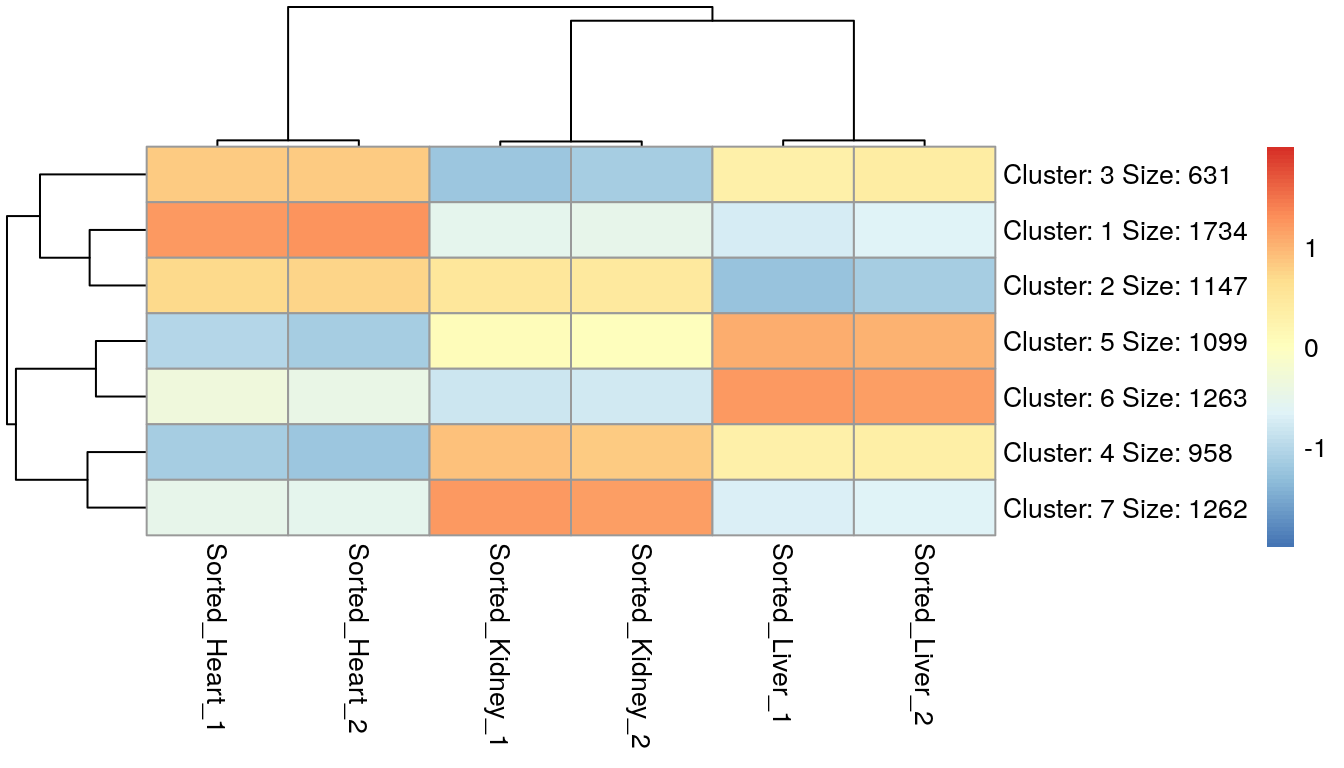 Cluster: 3 Size: 631
Cluster: 1 Size: 1734
Cluster: 2 Size: 1147
Cluster: 5 Size: 1099
Cluster: 6 Size: 1263
Cluster: 4 Size: 958
Cluster: 7 Size: 1262
1
0
-1
Sorted_Heart_1
Sorted_Heart_2
Sorted_Kidney_1
Sorted_Kidney_2
Sorted_Liver_1
Sorted_Liver_2